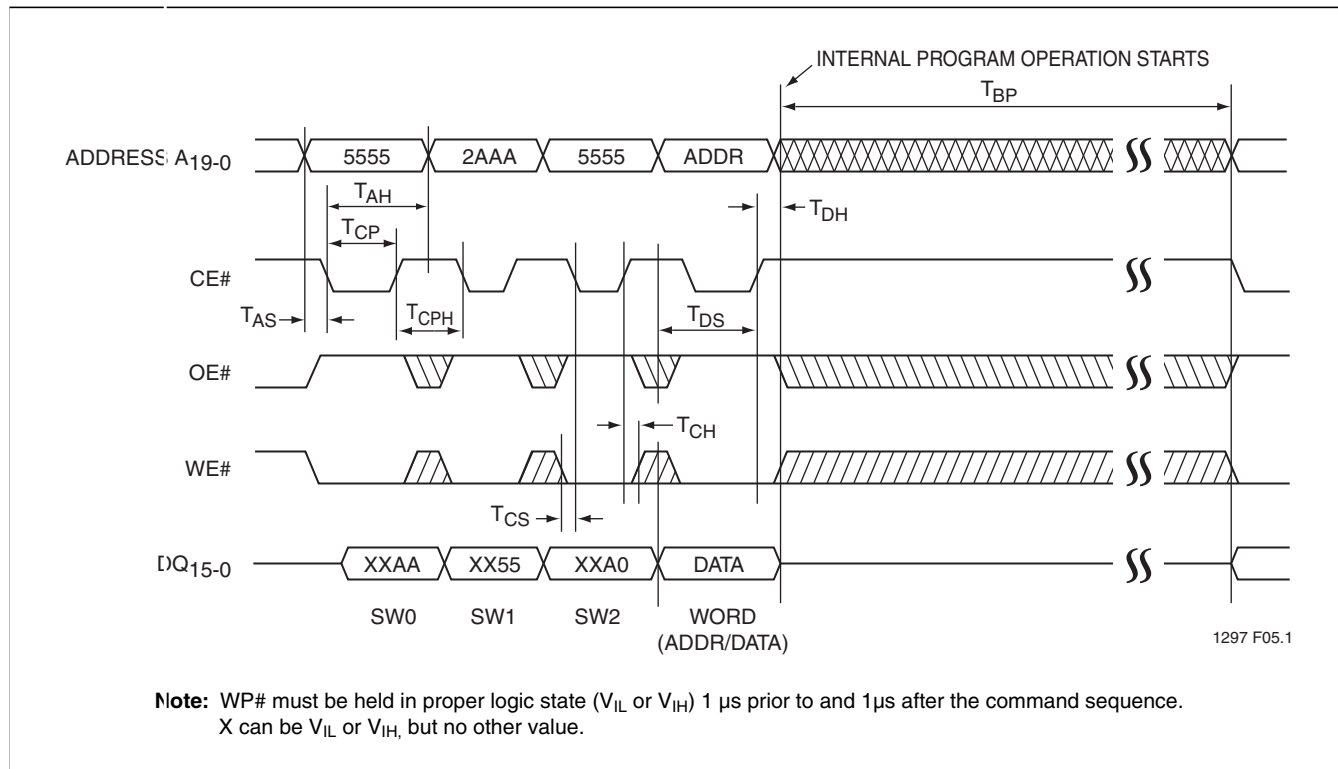 INTERNAL PROGRAM OPERATION STARTS
TBP
ADDRESS A19-0
5555
2AAA
5555
ADDR
TAH
TDH
TCP
CE#
TAS
TCPH
TDS
OE#
TCH
WE#
TCS
DQ15-0
XXAA
XX55
XXA0
DATA
SW0
SW1
SW2
WORD
(ADDR/DATA)
1297 F05.1
Note: WP# must be held in proper logic state (VIL or VIH) 1 µs prior to and 1µs after the command sequence.
X can be VIL or VIH, but no other value.